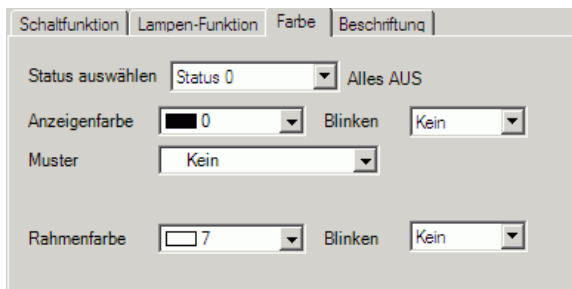 Schaltfunktion Lampen-Funktion Farbe Beschriftung
Status auswählen Status 0 Alles AUS
Anzeigenfarbe 0 Blinken Kein
Muster Kein
Rahmenfarbe 7 Blinken Kein